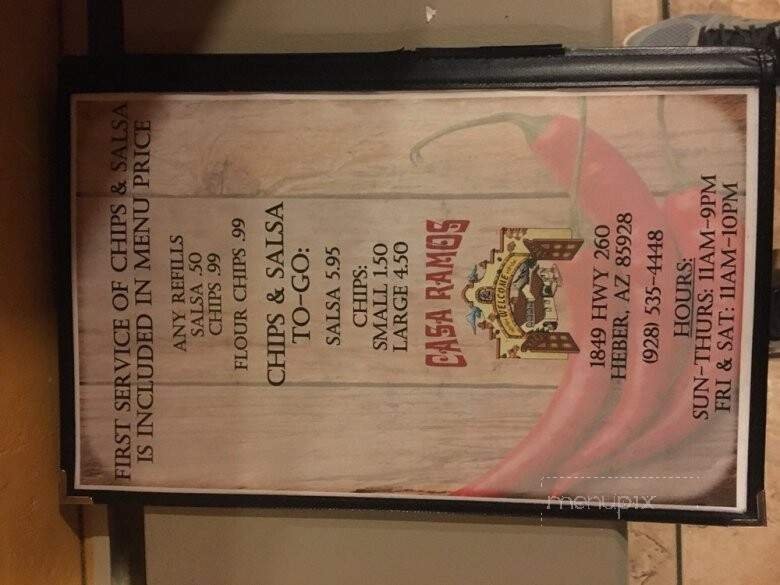 FIRST SERVICE OF CHIPS & SALSA
IS INCLUDED IN MENU PRICE
ANY REFILLS
SALSA .50
CHIPS .99
FLOUR CHIPS .99
CHIPS & SALSA
TO-GO:
SALSA 5.95
CHIPS:
SMALL 1.50
LARGE 4.50
CASA RAMOS
WELCOME
1849 HWY 260
HEBER, AZ 85928
(928) 535-4448
HOURS:
SUN-THURS: 11AM-9PM
FRI & SAT: 11AM-10PM
menupix